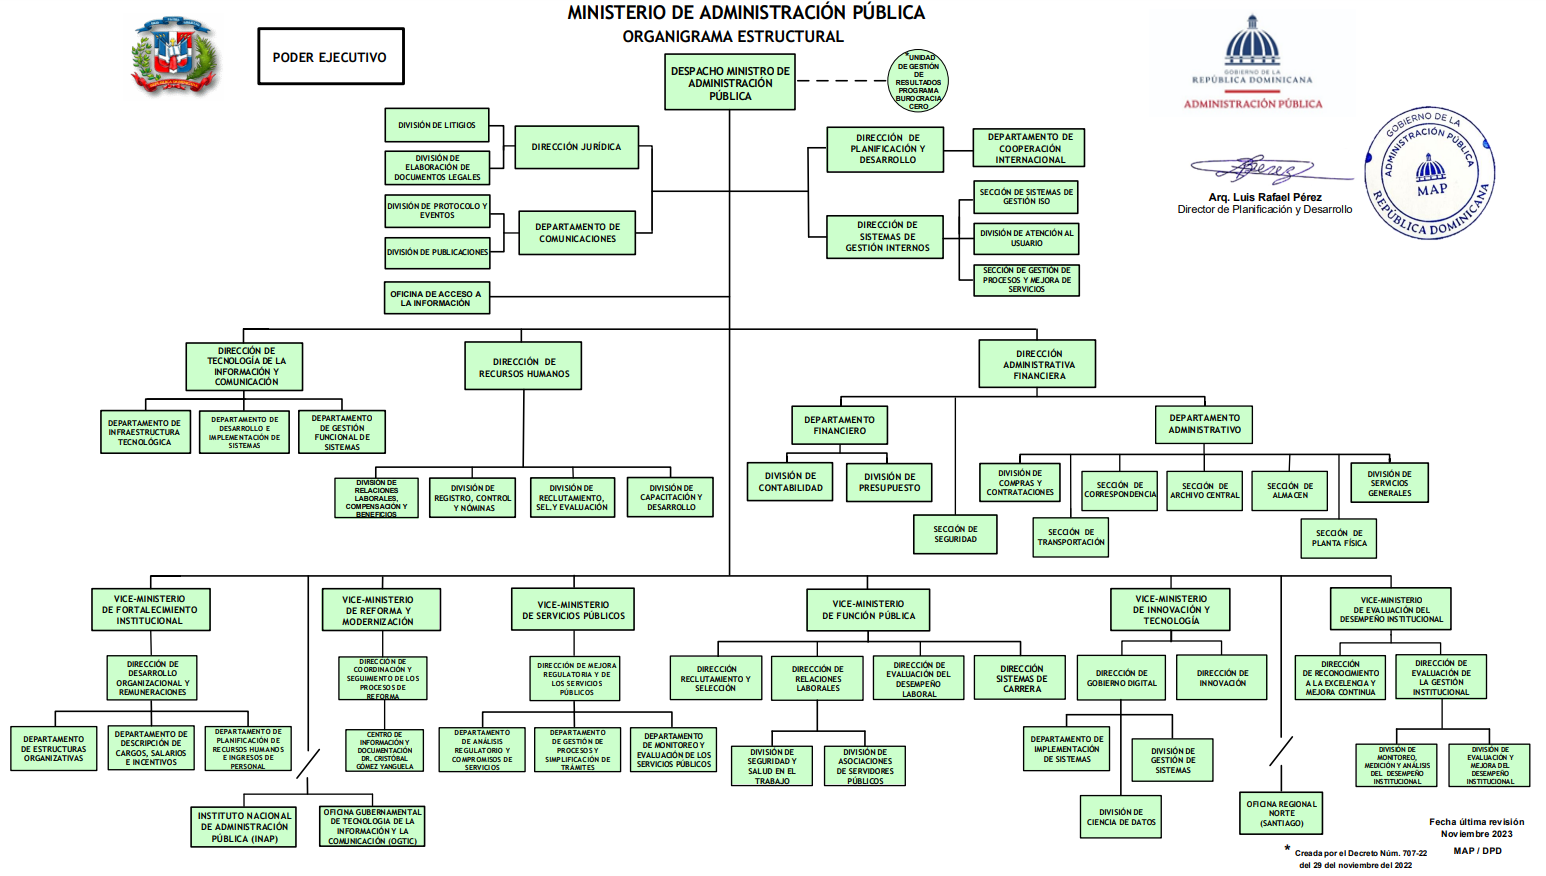 MINISTERIO DE ADMINISTRACIÓN PÚBLICA
ORGANIGRAMA ESTRUCTURAL
PODER EJECUTIVO
DESPACHO MINISTRO DE
ADMINISTRACIÓN
PÚBLICA
*UNIDAD
DE GESTIÓN
DE
RESULTADOS
PROGRAMA
BUROCRACIA
CERO
GOBIERNO DE LA
REPÚBLICA DOMINICANA
ADMINISTRACIÓN PÚBLICA
GOBIERNO DE LA
ADMINISTRACIÓN PÚBLICA
MAP
REPÚBLICA DOMINICANA
Arq. Luis Rafael Pérez
Director de Planificación y Desarrollo
DIVISIÓN DE LITIGIOS
DIVISIÓN DE
ELABORACIÓN DE
DOCUMENTOS LEGALES
DIRECCIÓN JURÍDICA
DIVISIÓN DE PROTOCOLO Y
EVENTOS
DIVISIÓN DE PUBLICACIONES
DEPARTAMENTO DE
COMUNICACIONES
OFICINA DE ACCESO A
LA INFORMACIÓN
DIRECCIÓN DE
PLANIFICACIÓN Y
DESARROLLO
DEPARTAMENTO DE
COOPERACIÓN
INTERNACIONAL
DIRECCIÓN DE
SISTEMAS DE
GESTIÓN INTERNOS
SECCIÓN DE SISTEMAS DE
GESTIÓN ISO
DIVISIÓN DE ATENCIÓN AL
USUARIO
SECCIÓN DE GESTIÓN DE
PROCESOS Y MEJORA DE
SERVICIOS
DIRECCIÓN DE
TECNOLOGÍA DE LA
INFORMACIÓN Y
COMUNICACIÓN
DEPARTAMENTO DE
INFRAESTRUCTURA
TECNOLÓGICA
DEPARTAMENTO DE
DESARROLLO E
IMPLEMENTACIÓN DE
SISTEMAS
DEPARTAMENTO
DE GESTIÓN
FUNCIONAL DE
SISTEMAS
DIRECCIÓN DE
RECURSOS HUMANOS
DIVISIÓN DE
RELACIONES
LABORALES,
COMPENSACIÓN Y
BENEFICIOS
DIVISIÓN DE
REGISTRO, CONTROL
Y NÓMINAS
DIVISIÓN DE
RECLUTAMIENTO,
SEL.Y EVALUACIÓN
DIVISIÓN DE
CAPACITACIÓN Y
DESARROLLO
DIRECCIÓN
ADMINISTRATIVA
FINANCIERA
DEPARTAMENTO
FINANCIERO
DIVISIÓN DE
CONTABILIDAD
DIVISIÓN DE
PRESUPUESTO
SECCIÓN DE
SEGURIDAD
DEPARTAMENTO
ADMINISTRATIVO
DIVISIÓN DE
COMPRAS Y
CONTRATACIONES
SECCIÓN DE
CORRESPONDENCIA
SECCIÓN DE
ARCHIVO CENTRAL
SECCIÓN DE
ALMACEN
DIVISIÓN DE
SERVICIOS
GENERALES
SECCIÓN DE
TRANSPORTACIÓN
SECCIÓN DE
PLANTA FÍSICA
VICE-MINISTERIO
DE FORTALECIMIENTO
INSTITUCIONAL
DIRECCIÓN DE
DESARROLLO
ORGANIZACIONAL Y
REMUNERACIONES
DEPARTAMENTO
DE ESTRUCTURAS
ORGANIZATIVAS
DEPARTAMENTO DE
DESCRIPCIÓN DE
CARGOS, SALARIOS
E INCENTIVOS
DEPARTAMENTO DE
PLANIFICACIÓN DE
RECURSOS HUMANOS
E INGRESOS DE
PERSONAL
INSTITUTO NACIONAL
DE ADMINISTRACIÓN
PÚBLICA (INAP)
OFICINA GUBERNAMENTAL
DE TECNOLOGIA DE LA
INFORMACIÓN Y LA
COMUNICACIÓN (OGTIC)
VICE-MINISTERIO
DE REFORMA Y
MODERNIZACIÓN
DIRECCIÓN DE
COORDINACIÓN Y
SEGUIMIENTO DE LOS
PROCESOS DE
REFORMA
CENTRO DE
INFORMACIÓN Y
DOCUMENTACIÓN
DR. CRISTÓBAL
GÓMEZ YANGUELA
VICE-MINISTERIO
DE SERVICIOS PÚBLICOS
DIRECCIÓN DE MEJORA
REGULATORIA Y DE
LOS SERVICIOS
PÚBLICOS
DEPARTAMENTO
DE ANÁLISIS
REGULATORIO Y
COMPROMISOS DE
SERVICIOS
DEPARTAMENTO
DE GESTIÓN DE
PROCESOS Y
SIMPLIFICACIÓN DE
TRÁMITES
DEPARTAMENTO
DE MONITOREO Y
EVALUACIÓN DE LOS
SERVICIOS PÚBLICOS
VICE-MINISTERIO
DE FUNCIÓN PÚBLICA
DIRECCIÓN
RECLUTAMIENTO Y
SELECCIÓN
DIRECCIÓN DE
RELACIONES
LABORALES
DIRECCIÓN DE
EVALUACIÓN DEL
DESEMPEÑO
LABORAL
DIRECCIÓN
SISTEMAS DE
CARRERA
DIVISIÓN DE
SEGURIDAD Y
SALUD EN EL
TRABAJO
DIVISIÓN DE
ASOCIACIONES
DE SERVIDORES
PÚBLICOS
VICE-MINISTERIO
DE INNOVACIÓN Y
TECNOLOGÍA
DIRECCIÓN DE
GOBIERNO DIGITAL
DIRECCIÓN DE
INNOVACIÓN
DEPARTAMENTO DE
IMPLEMENTACIÓN
DE SISTEMAS
DIVISIÓN DE
GESTIÓN DE
SISTEMAS
DIVISIÓN DE
CIENCIA DE DATOS
OFICINA REGIONAL
NORTE
(SANTIAGO)
VICE-MINISTERIO
DE EVALUACIÓN DEL
DESEMPEÑO INSTITUCIONAL
DIRECCIÓN
DE RECONOCIMIENTO
A LA EXCELENCIA Y
MEJORA CONTINUA
DIRECCIÓN DE
EVALUACIÓN DE
LA GESTIÓN
INSTITUCIONAL
DIVISIÓN DE
MONITOREO,
MEDICIÓN Y ANÁLISIS
DEL DESEMPEÑO
INSTITUCIONAL
DIVISIÓN DE
EVALUACIÓN Y
MEJORA DEL
DESEMPEÑO
INSTITUCIONAL
Fecha última revisión
Noviembre 2023
MAP / DPD
* Creada por el Decreto Núm. 707-22
del 29 del noviembre del 2022